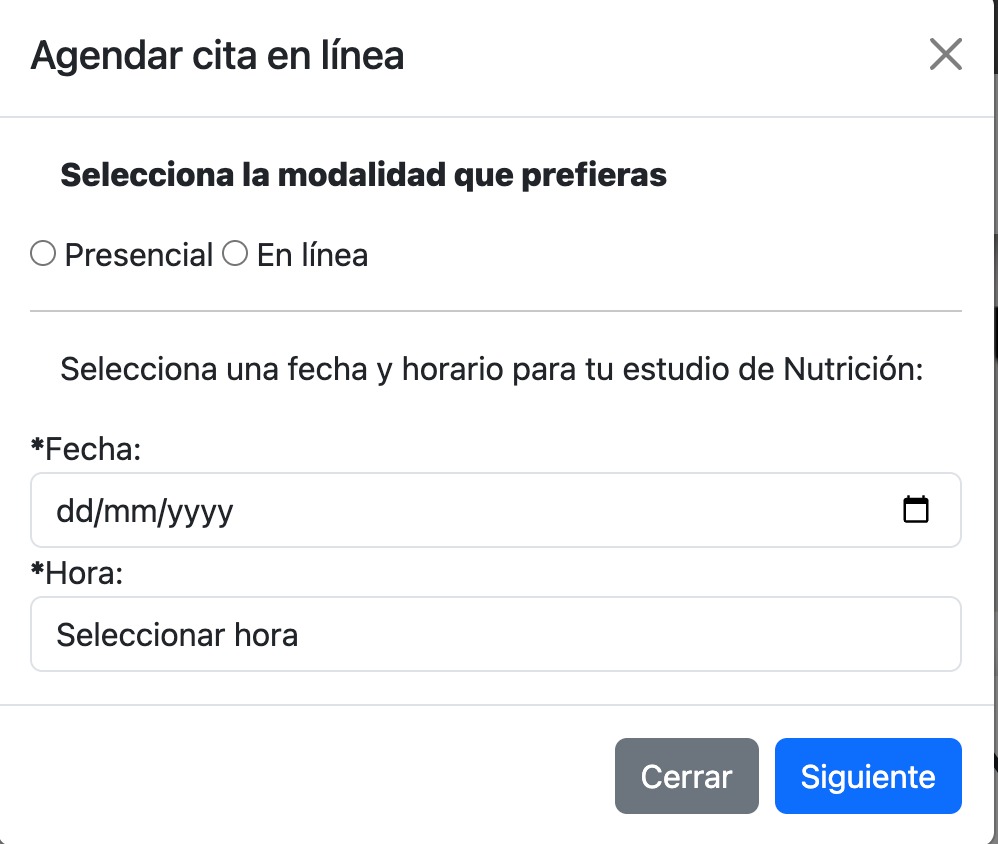 Agendar cita en línea
Selecciona la modalidad que prefieras
Presencial En línea
Selecciona una fecha y horario para tu estudio de Nutrición:
*Fecha:
dd/mm/yyyy
*Hora:
Seleccionar hora
Cerrar Siguiente